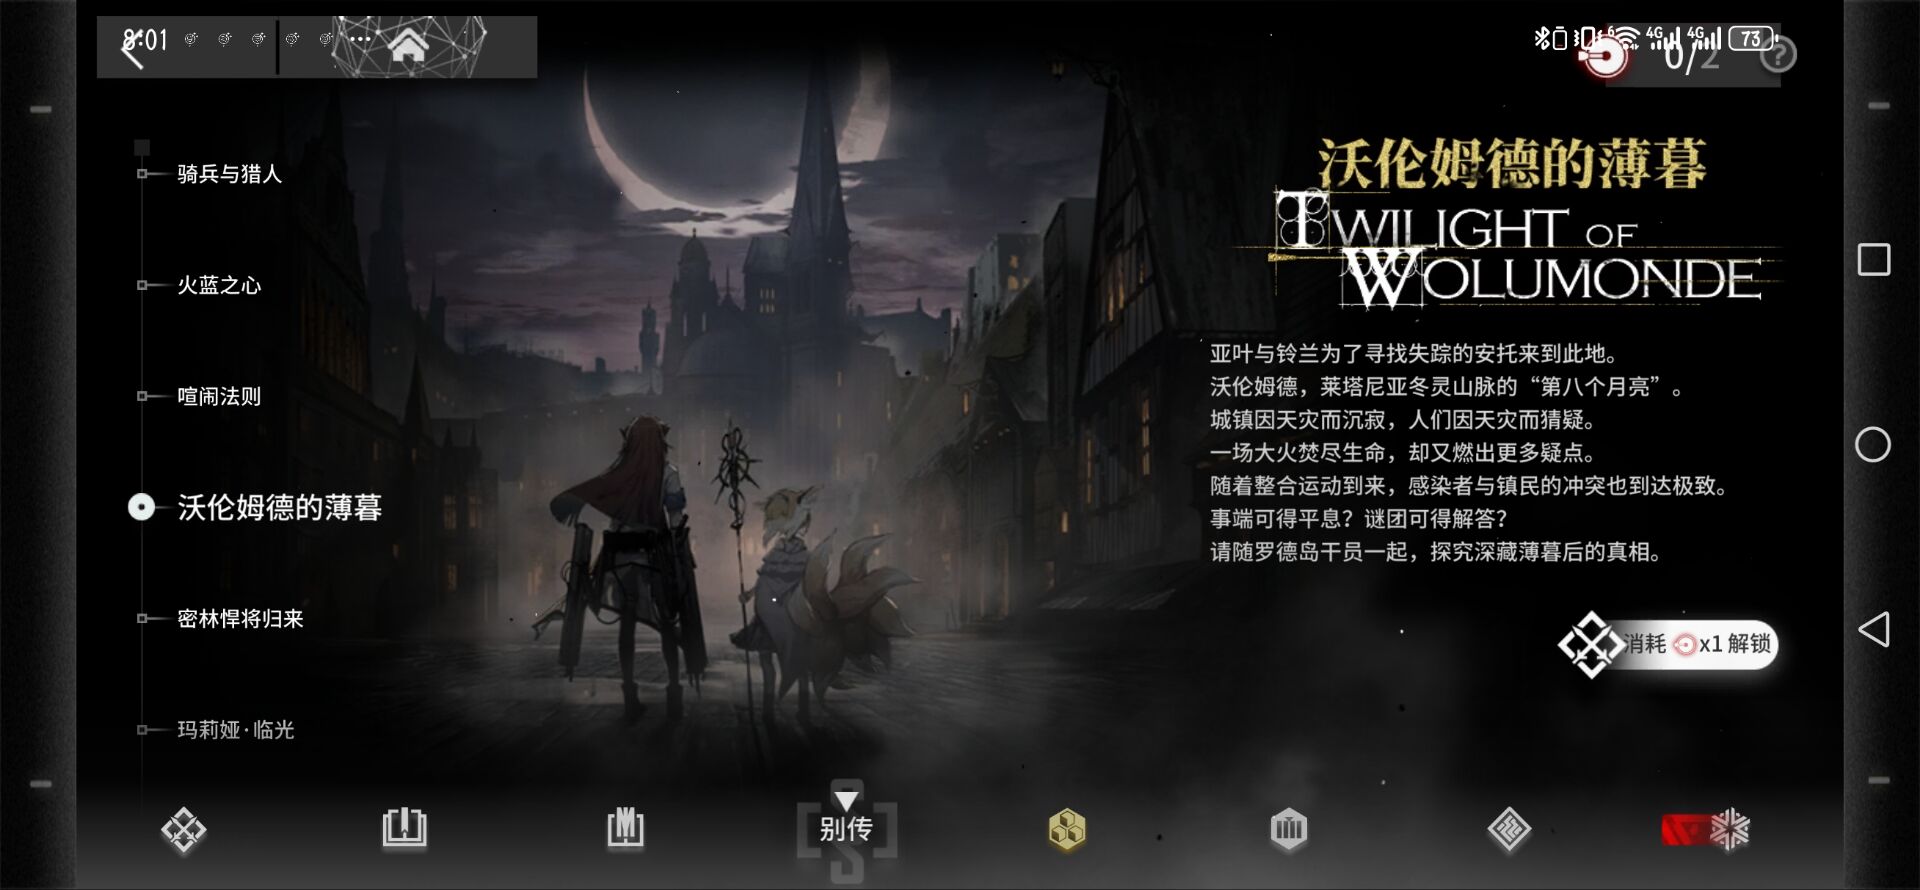 8:01
6 4G 4G 73
0/2
?
骑兵与猎人
火蓝之心
喧闹法则
沃伦姆德的薄暮
密林悍将归来
玛莉娅·临光
沃伦姆德的薄暮
TWILIGHT OF
WOLUMONDE
亚叶与铃兰为了寻找失踪的安托来到此地。
沃伦姆德，莱塔尼亚冬灵山脉的“第八个月亮”。
城镇因天灾而沉寂，人们因天灾而猜疑。
一场大火焚尽生命，却又燃出更多疑点。
随着整合运动到来，感染者与镇民的冲突也到达极致。
事端可得平息？谜团可得解答？
请随罗德岛干员一起，探究深藏薄暮后的真相。
消耗 x1 解锁
别传